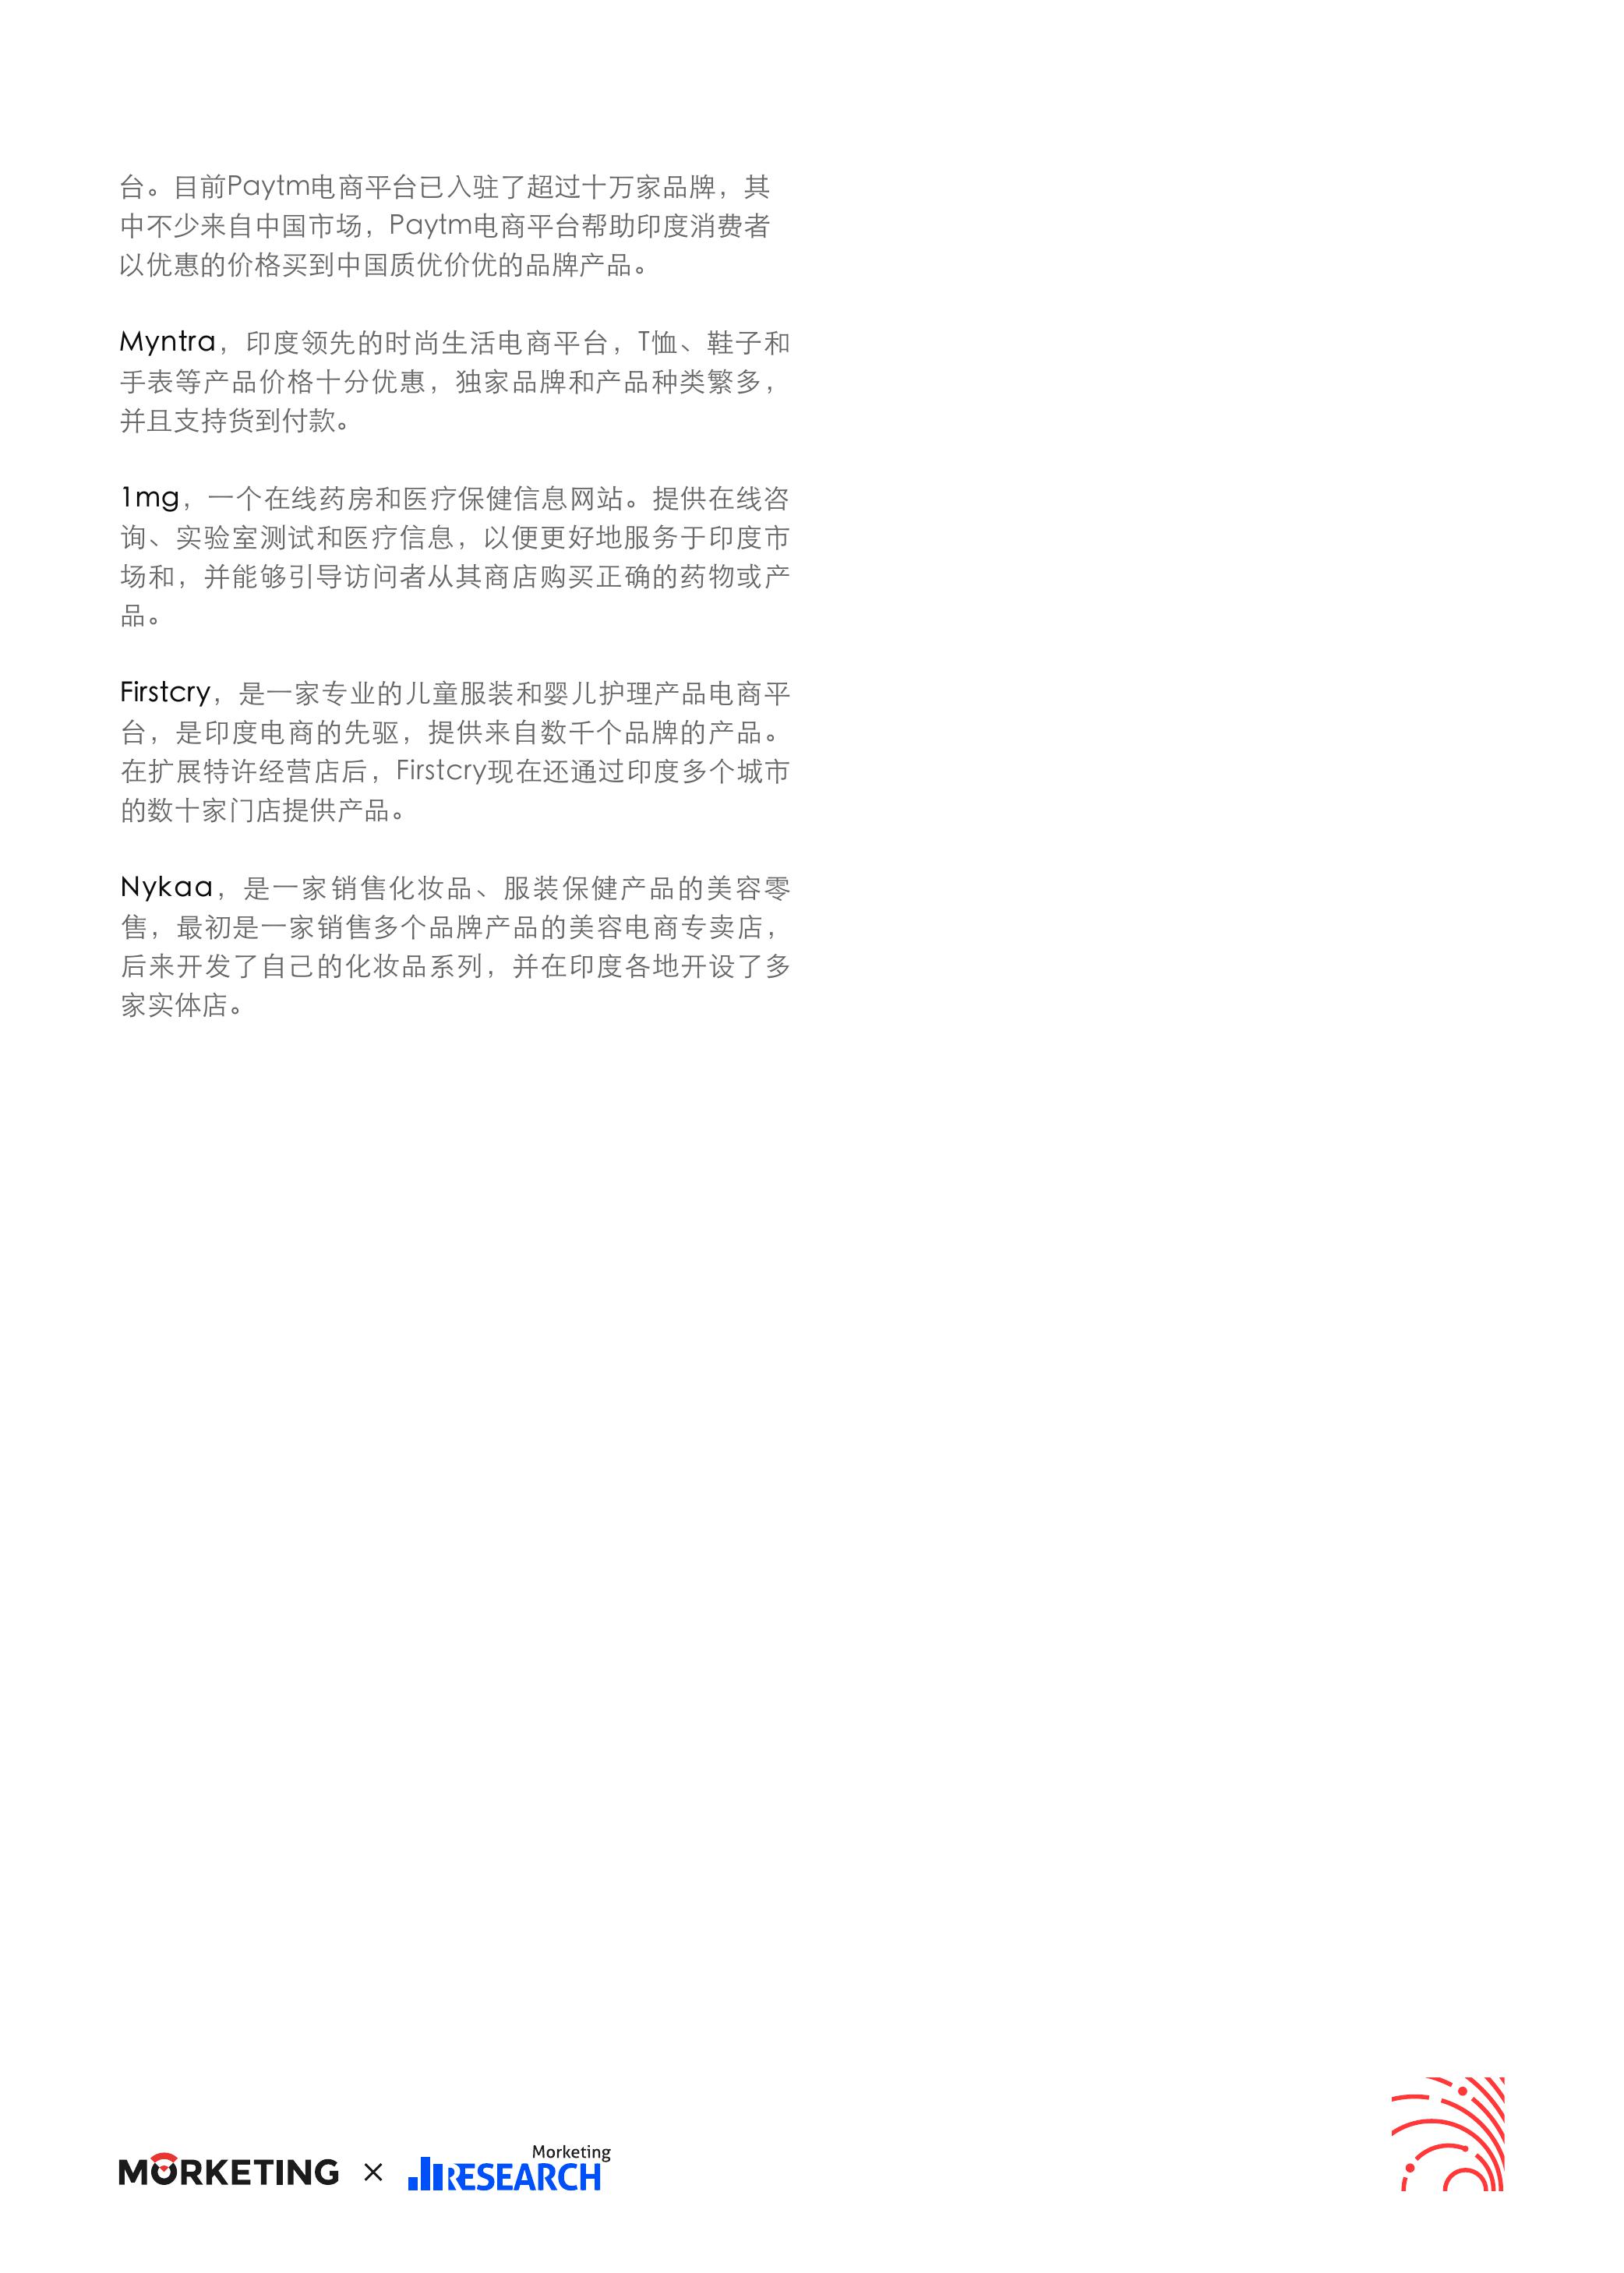 台。目前Paytm电商平台已入驻了超过十万家品牌，其
中不少来自中国市场，Paytm电商平台帮助印度消费者
以优惠的价格买到中国质优价优的品牌产品。
Myntra，印度领先的时尚生活电商平台，T恤、鞋子和
手表等产品价格十分优惠，独家品牌和产品种类繁多，
并且支持货到付款。
1mg，一个在线药房和医疗保健信息网站。提供在线咨
询、实验室测试和医疗信息，以便更好地服务于印度市
场和，并能够引导访问者从其商店购买正确的药物或产
品。
Firstcry，是一家专业的儿童服装和婴儿护理产品电商平
台，是印度电商的先驱，提供来自数千个品牌的产品。
在扩展特许经营店后，Firstcry现在还通过印度多个城市
的数十家门店提供产品。
Nykaa，是一家销售化妆品、服装保健产品的美容零
售，最初是一家销售多个品牌产品的美容电商专卖店，
后来开发了自己的化妆品系列，并在印度各地开设了多
家实体店。
MORKETING × Morketing
RESEARCH